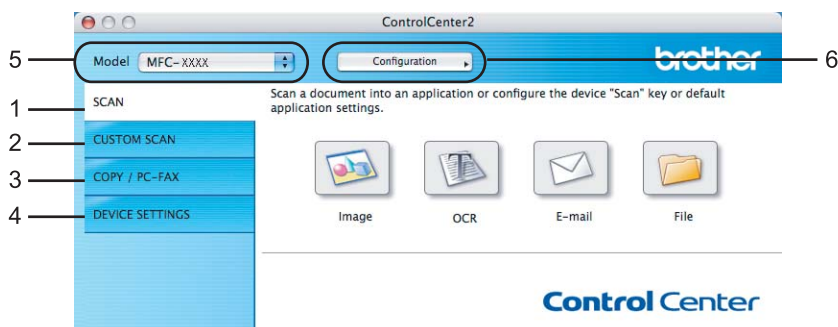 ControlCenter2
5 Model MFC-XXXX Configuration brother 6
1 SCAN
Scan a document into an application or configure the device "Scan" key or default
application settings.
2 CUSTOM SCAN
3 COPY / PC-FAX
4 DEVICE SETTINGS
Image OCR E-mail File
Control Center